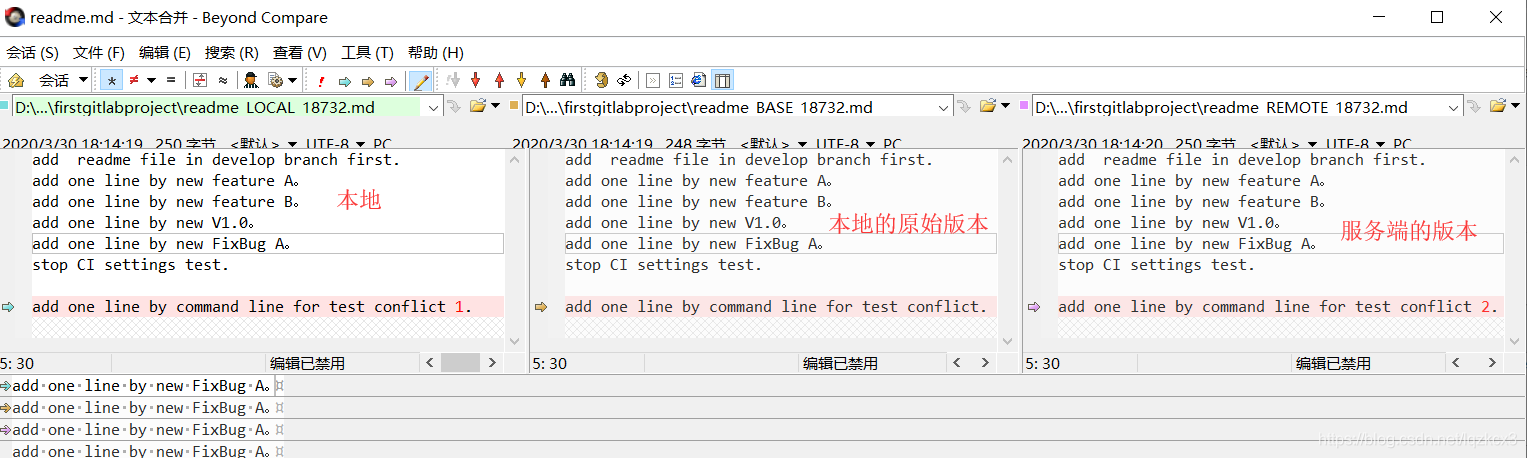 readme.md - 文本合并 - Beyond Compare
会话 (S) 文件 (F) 编辑 (E) 搜索 (R) 查看 (V) 工具 (T) 帮助 (H)
会话
D:\...\firstgitlabproject\readme_LOCAL_18732.md D:\...\firstgitlabproject\readme_BASE_18732.md D:\...\firstgitlabproject\readme_REMOTE_18732.md
2020/3/30 18:14:19 250 字节 <默认> UTF-8 PC 2020/3/30 18:14:19 248 字节 <默认> UTF-8 PC 2020/3/30 18:14:20 250 字节 <默认> UTF-8 PC
add  readme file in develop branch first.
add one line by new feature A。
add one line by new feature B。
add one line by new V1.0。
add one line by new FixBug A。
stop CI settings test.
add one line by command line for test conflict 1.
本地
5: 30 编辑已禁用
add  readme file in develop branch first.
add one line by new feature A。
add one line by new feature B。
add one line by new V1.0。
add one line by new FixBug A。
stop CI settings test.
add one line by command line for test conflict.
本地的原始版本
5: 30 编辑已禁用
add  readme file in develop branch first.
add one line by new feature A。
add one line by new feature B。
add one line by new V1.0。
add one line by new FixBug A。
stop CI settings test.
add one line by command line for test conflict 2.
服务端的版本
5: 30 编辑已禁用
add·one·line·by·new·FixBug·A。¤
add·one·line·by·new·FixBug·A。¤
add·one·line·by·new·FixBug·A。¤
add·one·line·by·new·FixBug·A。¤